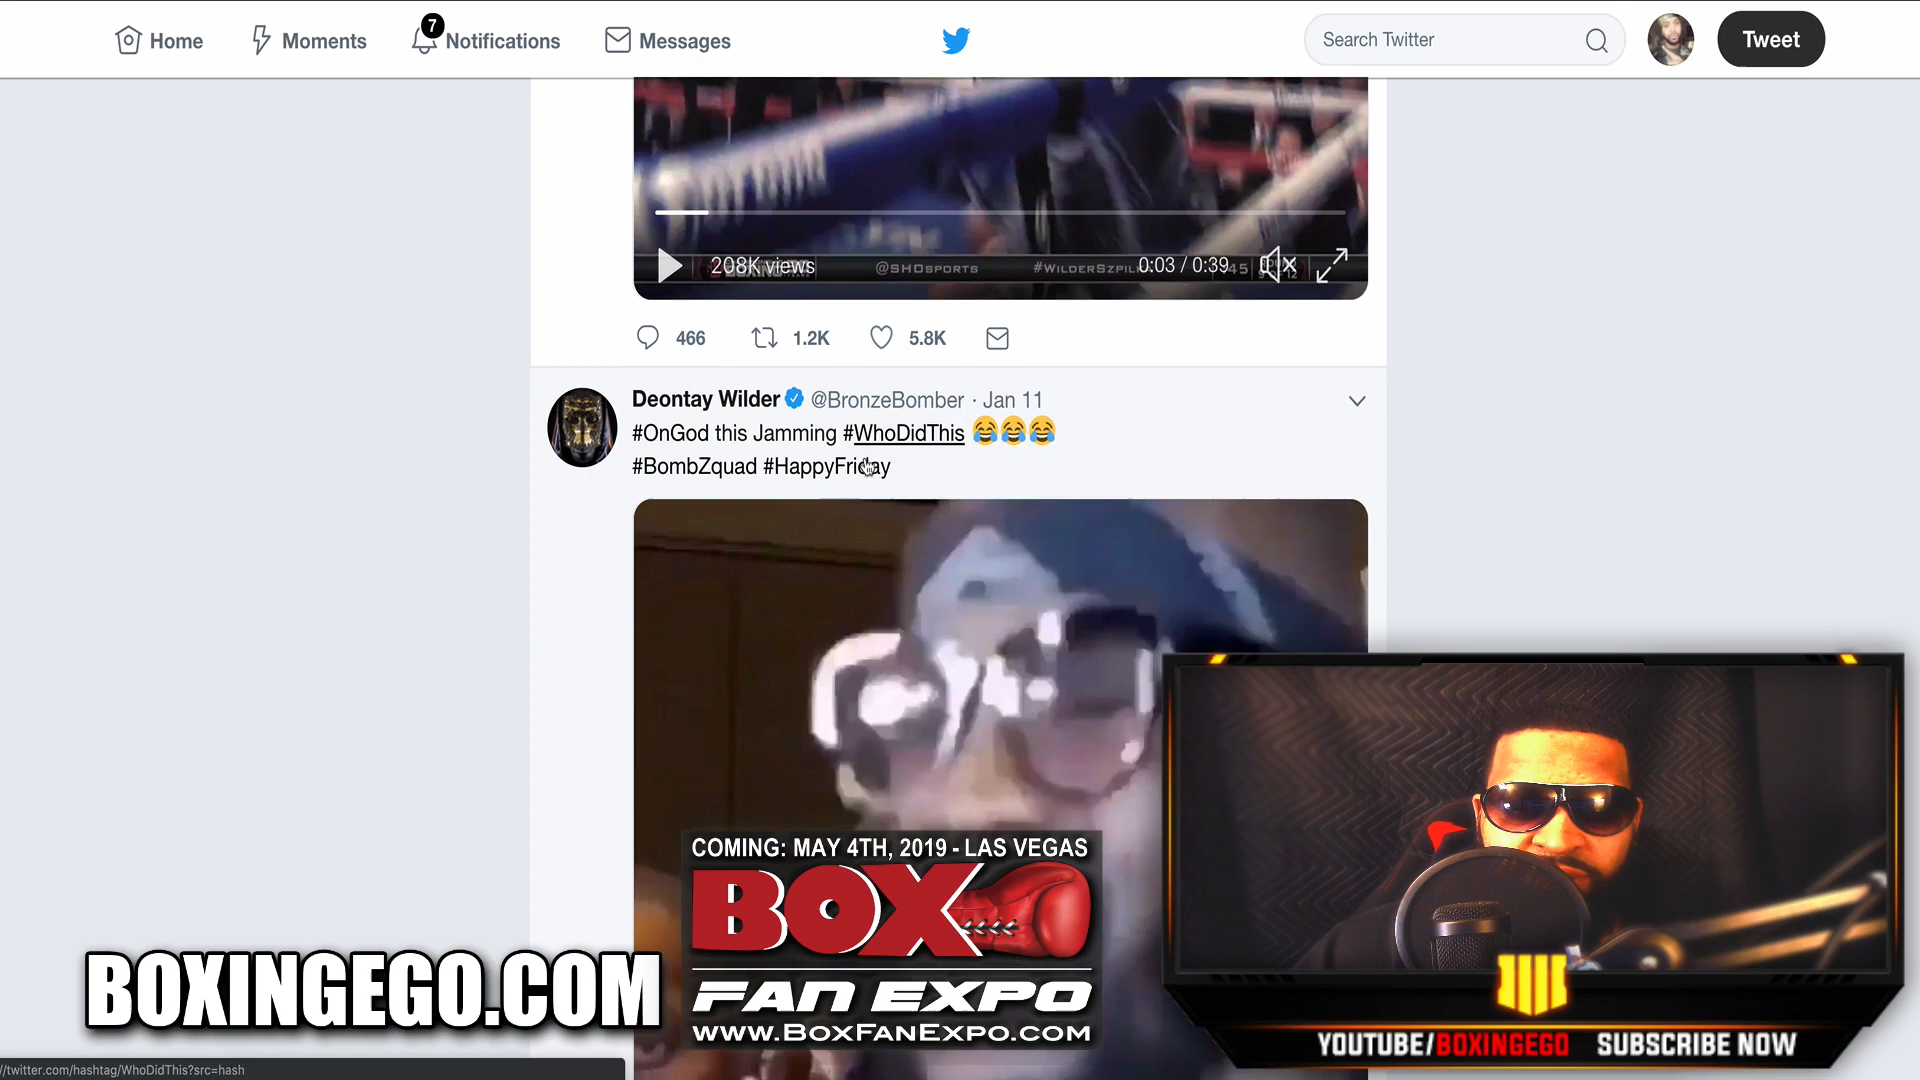 Home
Moments
7
Notifications
Messages
Search Twitter
Tweet
208K views
@SHOSPORTS
0:03 / 0:39
466
1.2K
5.8K
Deontay Wilder @BronzeBomber · Jan 11
#OnGod this Jamming #WhoDidThis 😂😂😂
#BombZquad #HappyFriday
COMING: MAY 4TH, 2019 - LAS VEGAS
BOX
FAN EXPO
WWW.BOXFANEXPO.COM
BOXINGEGO.COM
YOUTUBE/BOXINGEGO SUBSCRIBE NOW
//twitter.com/hashtag/WhoDidThis?src=hash